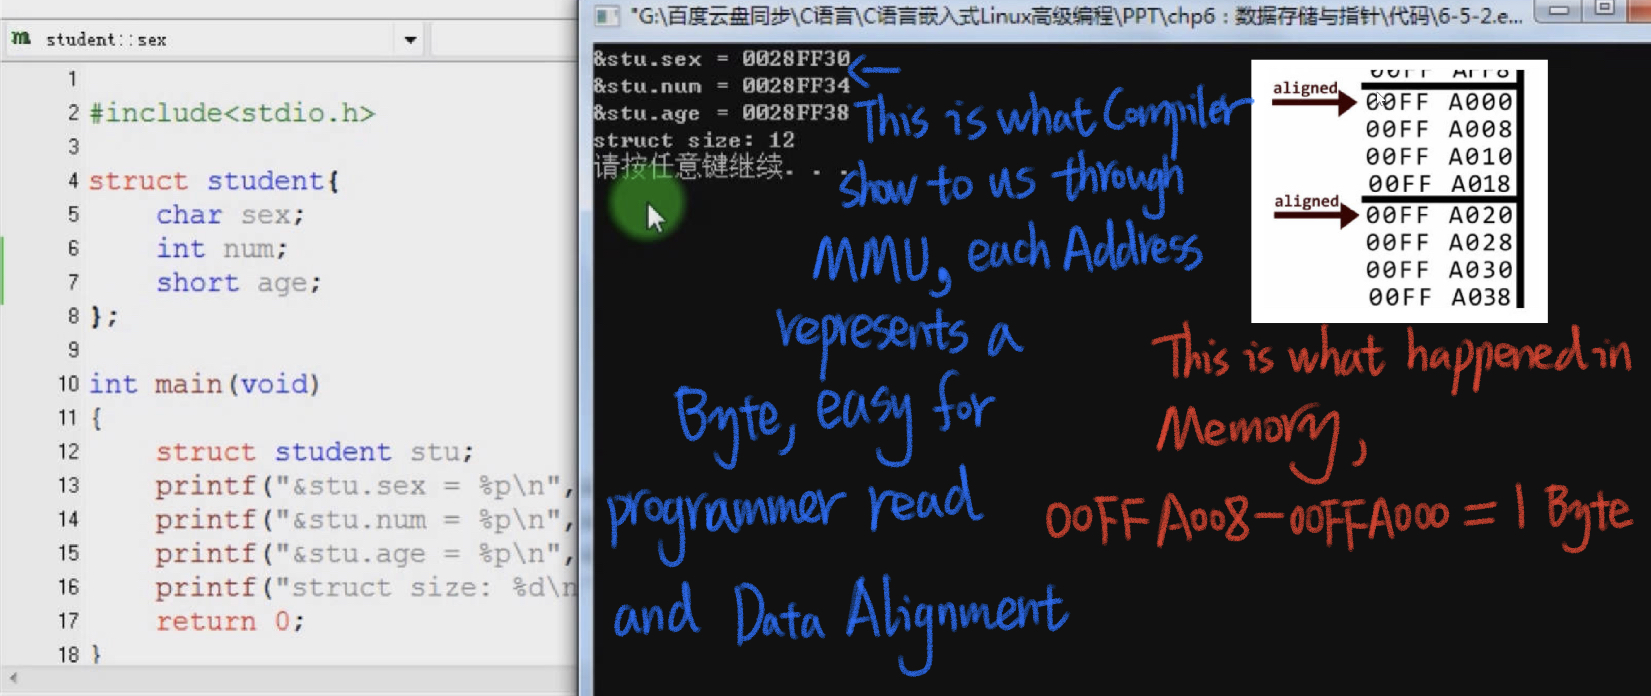 student::sex
1
2 #include<stdio.h>
3
4 struct student{
5 char sex;
6 int num;
7 short age;
8 };
9
10 int main(void)
11 {
12 struct student stu;
13 printf("&stu.sex = %p\n",
14 printf("&stu.num = %p\n",
15 printf("&stu.age = %p\n",
16 printf("struct size: %d\n
17 return 0;
18 }
"G:\百度云盘同步\C语言\C语言嵌入式Linux高级编程\PPT\chp6：数据存储与指针\代码\6-5-2.e...
&stu.sex = 0028FF30
&stu.num = 0028FF34
&stu.age = 0028FF38
struct size: 12
请按任意键继续. . .
This is what Compiler
show to us through
MMU, each Address
represents a
Byte, easy for
programmer read
and Data Alignment
00FF AFF8
aligned 00FF A000
00FF A008
00FF A010
00FF A018
aligned 00FF A020
00FF A028
00FF A030
00FF A038
This is what happened in
Memory,
00FFA008-00FFA000 = 1 Byte